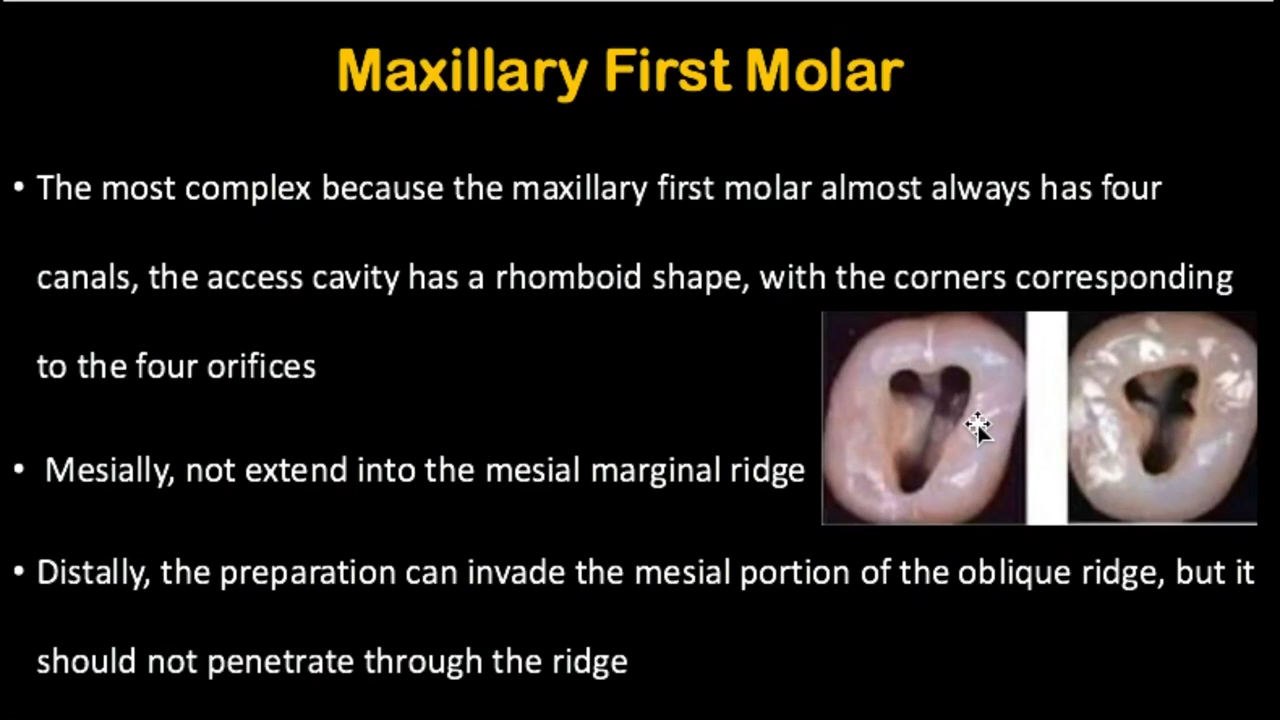 Maxillary First Molar
• The most complex because the maxillary first molar almost always has four
canals, the access cavity has a rhomboid shape, with the corners corresponding
to the four orifices
• Mesially, not extend into the mesial marginal ridge
• Distally, the preparation can invade the mesial portion of the oblique ridge, but it
should not penetrate through the ridge